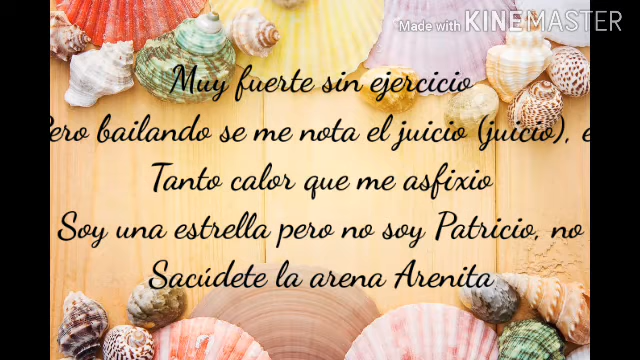 Made with KINEMASTER
Muy fuerte sin ejercicio
ero bailando se me nota el juicio (juicio), e
Tanto calor que me asfixio
Soy una estrella pero no soy Patricio, no
Sacúdete la arena Arenita